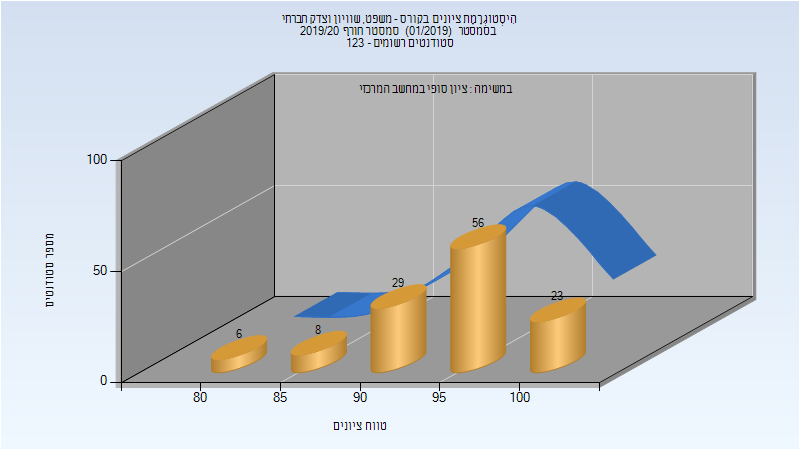 היסטוגרמת ציונים בקורס - משפט, שוויון וצדק חברתי
בסמסטר (01/2019) סמסטר חורף 2019/20
סטודנטים רשומים - 123
במשימה : ציון סופי במחשב המרכזי
100
50
0
מספר סטודנטים
6
8
29
56
23
80
85
90
95
100
טווח ציונים